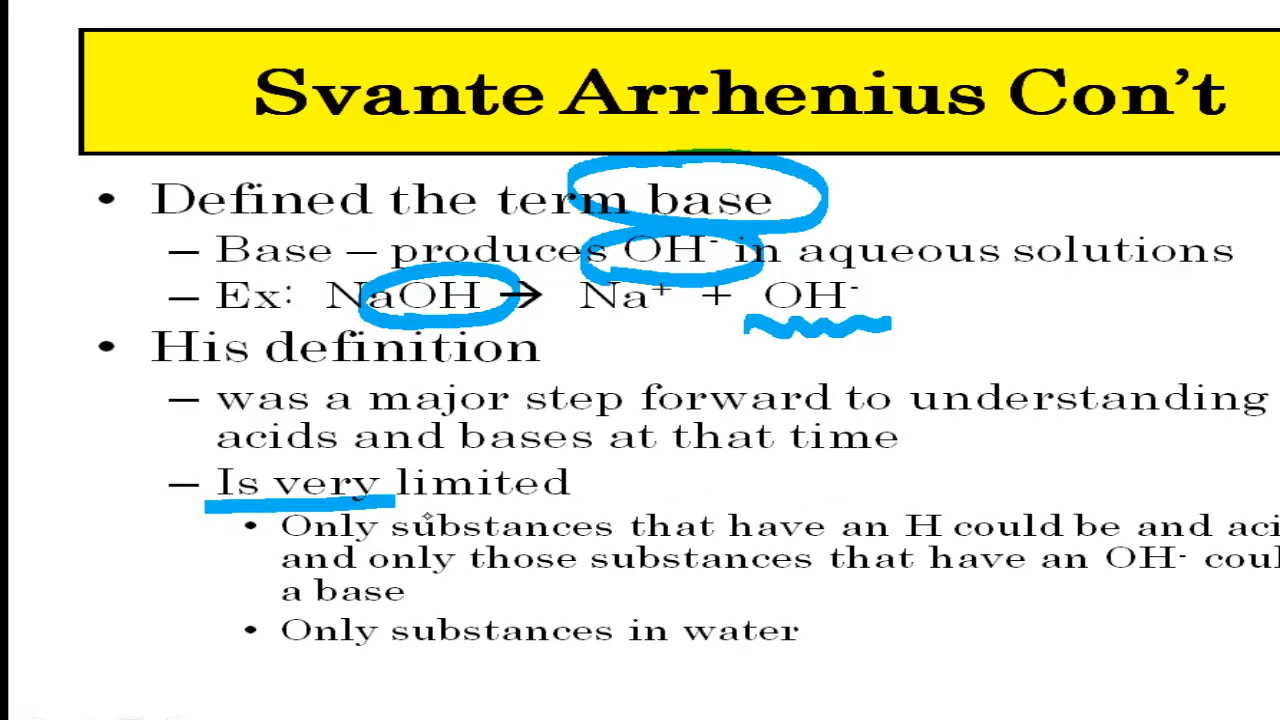 Svante Arrhenius Con't
• Defined the term base
– Base – produces OH⁻ in aqueous solutions
– Ex: NaOH → Na⁺ + OH⁻
• His definition
– was a major step forward to understanding
acids and bases at that time
– Is very limited
• Only substances that have an H could be and aci
and only those substances that have an OH⁻ coul
a base
• Only substances in water